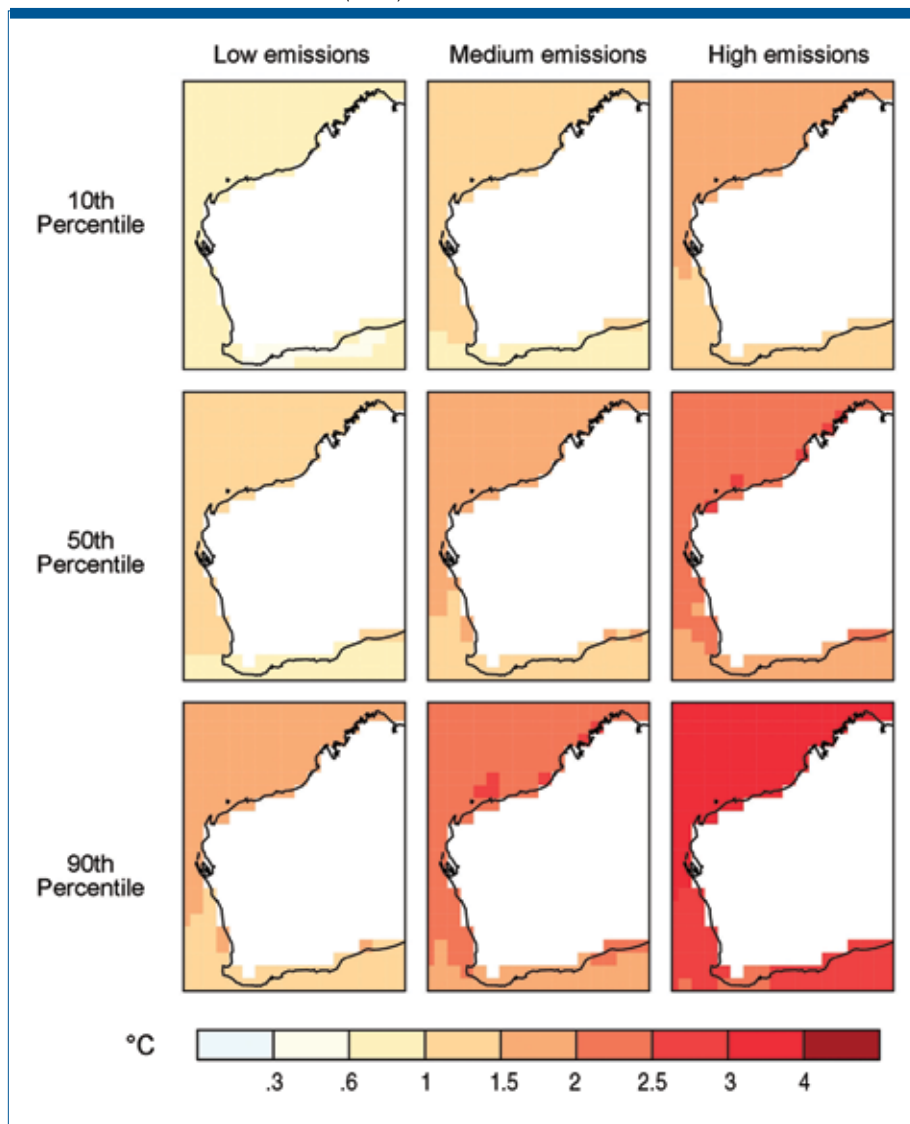 Low emissions Medium emissions High emissions
10th
Percentile
50th
Percentile
90th
Percentile
°C
.3 .6 1 1.5 2 2.5 3 4